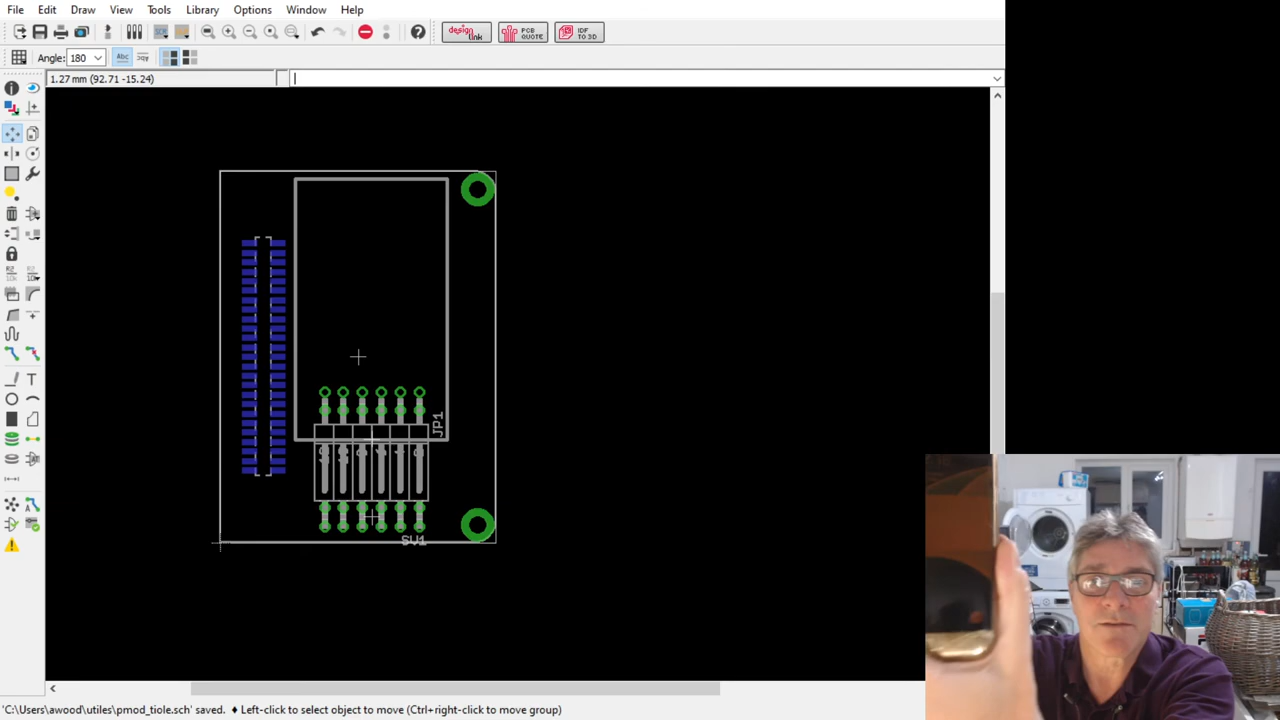 File Edit Draw View Tools Library Options Window Help
design link PCB QUOTE IDF TO 3D
Angle: 180 Abc
1.27 mm (92.71 -15.24)
JP1
SU1
'C:\Users\awood\utiles\pmod_tiole.sch' saved. ♦ Left-click to select object to move (Ctrl+right-click to move group)